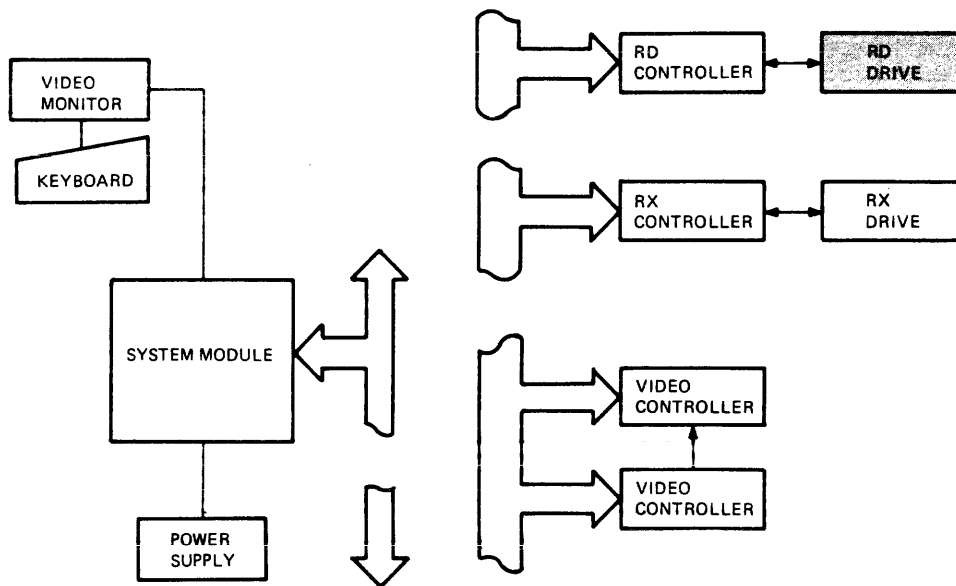 VIDEO
MONITOR
KEYBOARD
SYSTEM MODULE
POWER
SUPPLY
RD
CONTROLLER
RD
DRIVE
RX
CONTROLLER
RX
DRIVE
VIDEO
CONTROLLER
VIDEO
CONTROLLER